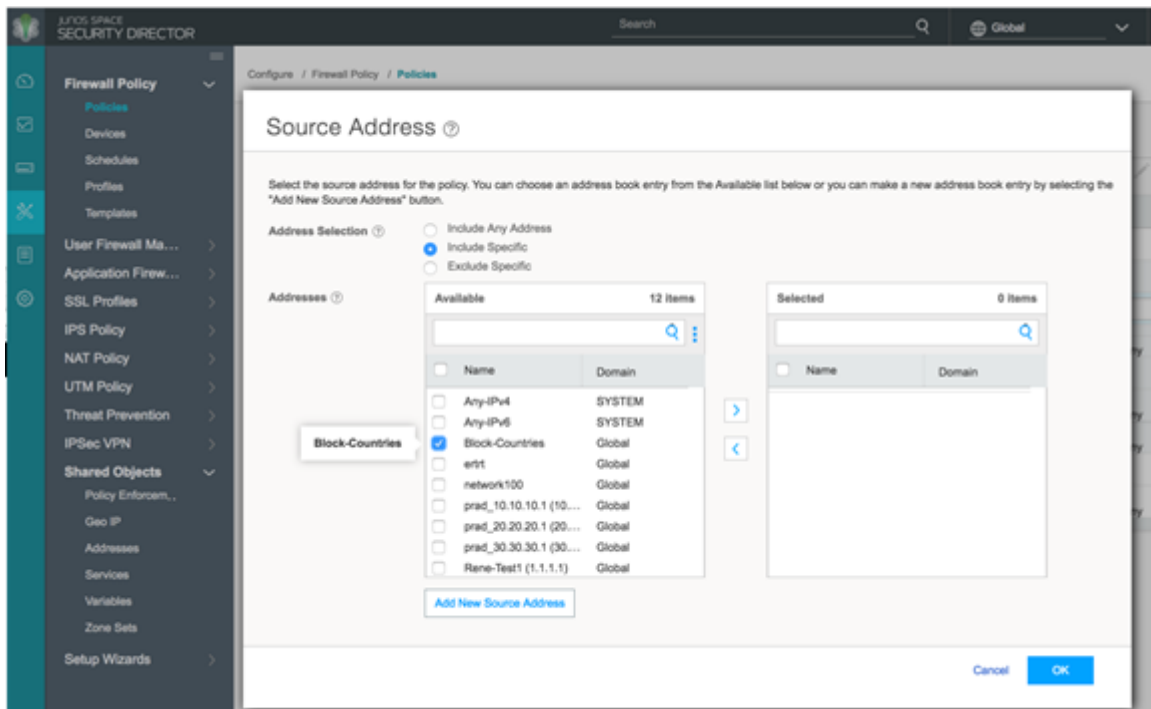 JUNOS SPACE
SECURITY DIRECTOR
Search
Global
Firewall Policy
Policies
Devices
Schedules
Profiles
Templates
User Firewall Ma...
Application Firew...
SSL Profiles
IPS Policy
NAT Policy
UTM Policy
Threat Prevention
IPSec VPN
Shared Objects
Policy Enforcem..
Geo IP
Addresses
Services
Variables
Zone Sets
Setup Wizards
Configure / Firewall Policy / Policies
Source Address
Select the source address for the policy. You can choose an address book entry from the Available list below or you can make a new address book entry by selecting the
"Add New Source Address" button.
Address Selection
Include Any Address
Include Specific
Exclude Specific
Addresses
Available 12 items
Name Domain
Any-IPv4 SYSTEM
Any-IPv6 SYSTEM
Block-Countries
Block-Countries Global
ertrt Global
network100 Global
prad_10.10.10.1 (10.... Global
prad_20.20.20.1 (20.... Global
prad_30.30.30.1 (30.... Global
Rene-Test1 (1.1.1.1) Global
Add New Source Address
Selected 0 items
Name Domain
Cancel OK